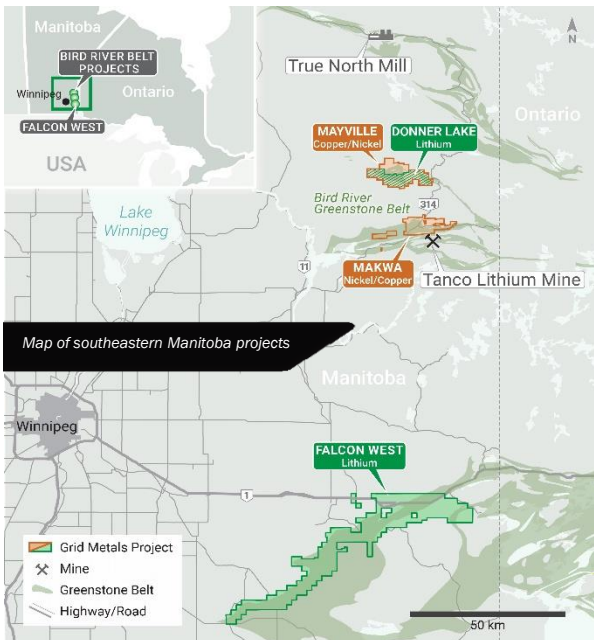 Manitoba
BIRD RIVER BELT
PROJECTS
Winnipeg
Ontario
FALCON WEST
USA
N
True North Mill
Ontario
MAYVILLE
Copper/Nickel
DONNER LAKE
Lithium
Bird River
Greenstone Belt
314
Lake
Winnipeg
11
MAKWA
Nickel/Copper
Tanco Lithium Mine
Map of southeastern Manitoba projects
Manitoba
Winnipeg
FALCON WEST
Lithium
1
Grid Metals Project
Mine
Greenstone Belt
Highway/Road
50 km